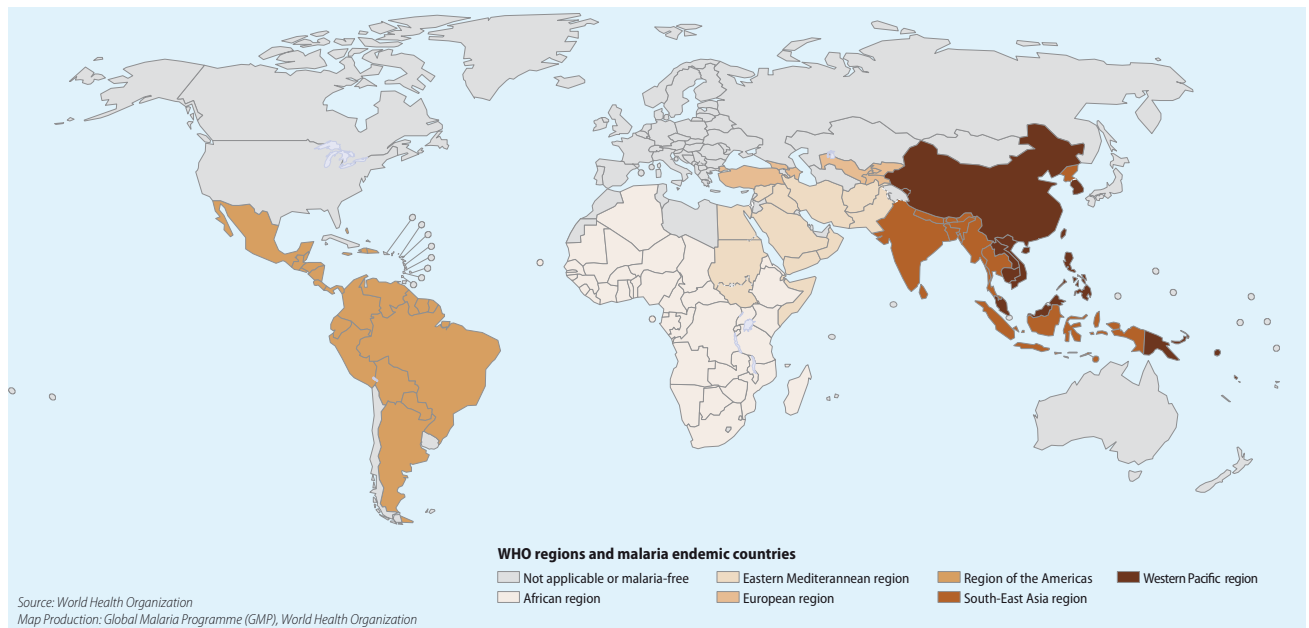 WHO regions and malaria endemic countries
Not applicable or malaria-free
Eastern Mediterannean region
Region of the Americas
Western Pacific region
African region
European region
South-East Asia region
Source: World Health Organization
Map Production: Global Malaria Programme (GMP), World Health Organization